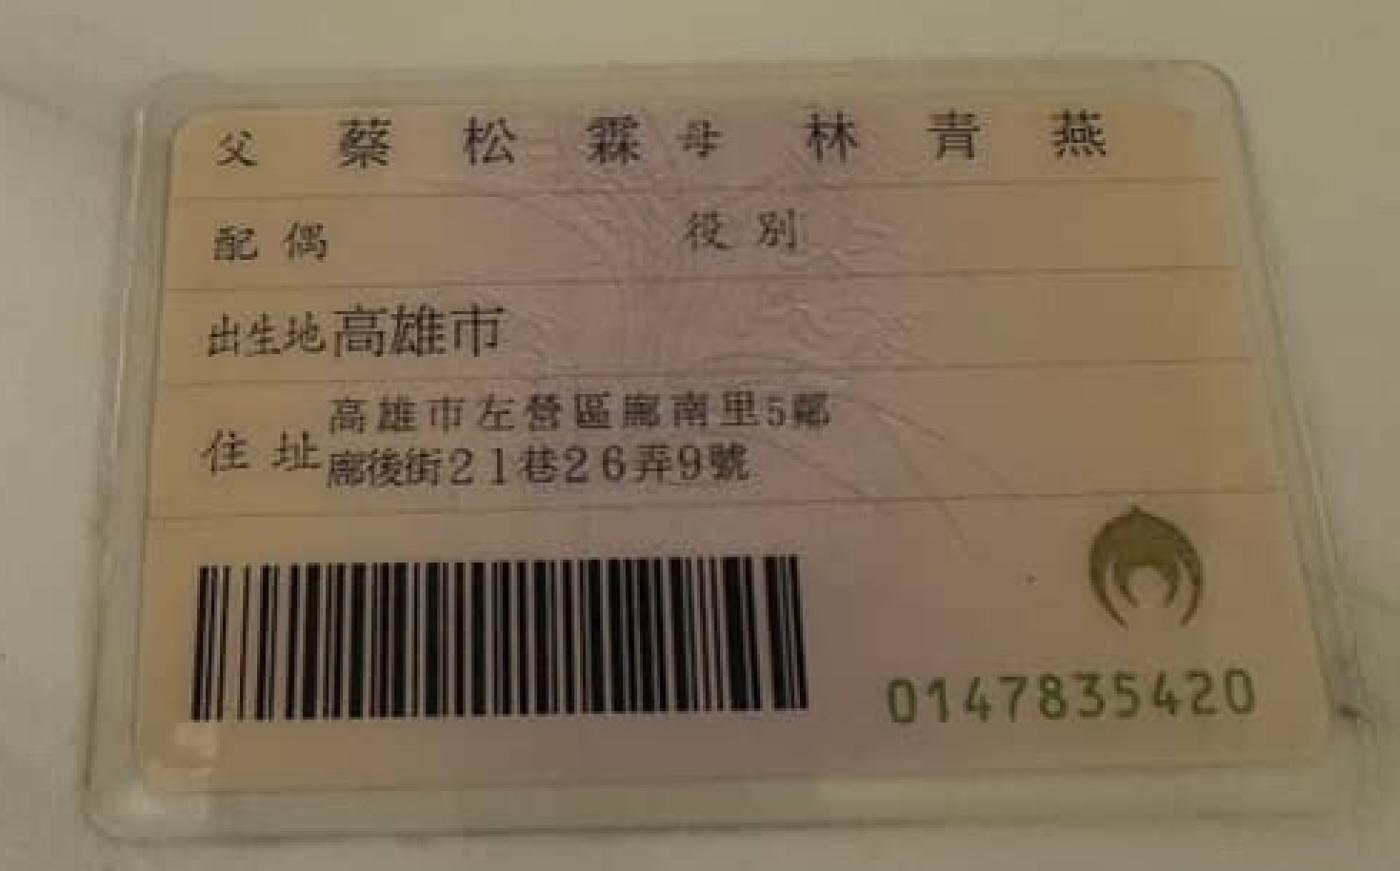 父 蔡松霖 母 林青燕
配偶 役別
出生地 高雄市
住址 高雄市左營區廍南里5鄰
廍後街21巷26弄9號
0147835420